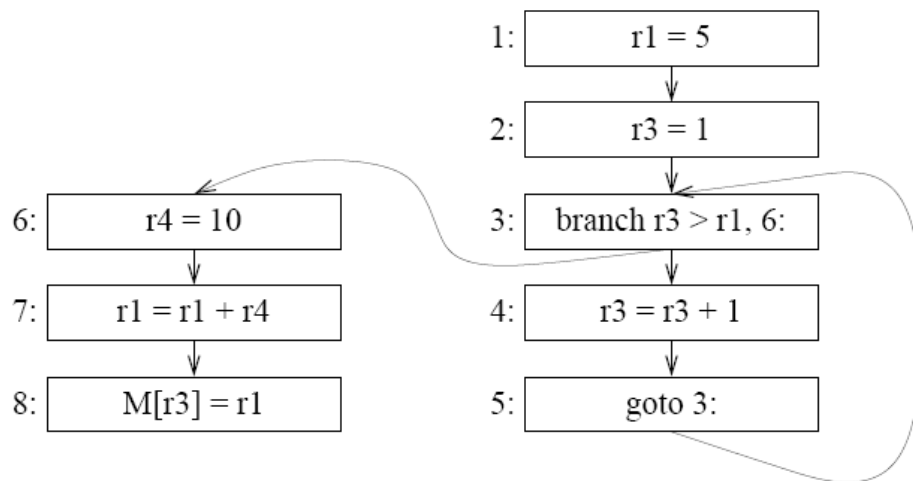 1: r1 = 5
2: r3 = 1
3: branch r3 > r1, 6:
4: r3 = r3 + 1
5: goto 3:
6: r4 = 10
7: r1 = r1 + r4
8: M[r3] = r1